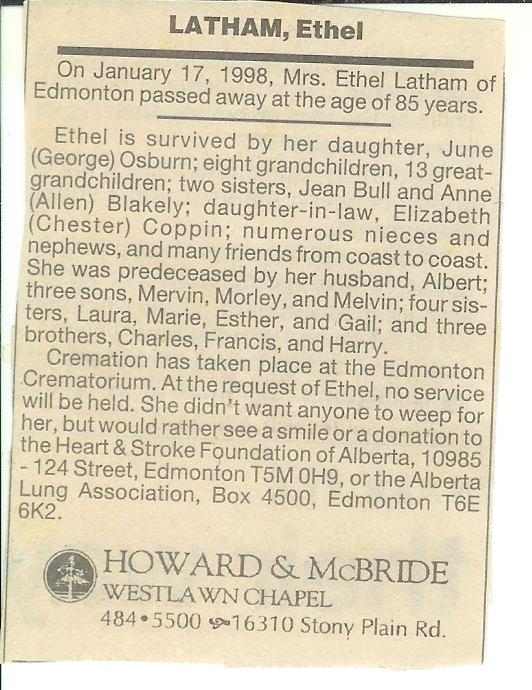 LATHAM, Ethel
On January 17, 1998, Mrs. Ethel Latham of
Edmonton passed away at the age of 85 years.
Ethel is survived by her daughter, June
(George) Osburn; eight grandchildren, 13 great-
grandchildren; two sisters, Jean Bull and Anne
(Allen) Blakely; daughter-in-law, Elizabeth
(Chester) Coppin; numerous nieces and
nephews, and many friends from coast to coast.
She was predeceased by her husband, Albert;
three sons, Mervin, Morley, and Melvin; four sis-
ters, Laura, Marie, Esther, and Gail; and three
brothers, Charles, Francis, and Harry.
Cremation has taken place at the Edmonton
Crematorium. At the request of Ethel, no service
will be held. She didn't want anyone to weep for
her, but would rather see a smile or a donation to
the Heart & Stroke Foundation of Alberta, 10985
- 124 Street, Edmonton T5M 0H9, or the Alberta
Lung Association, Box 4500, Edmonton T6E
6K2.
HOWARD & McBRIDE
WESTLAWN CHAPEL
484•5500 16310 Stony Plain Rd.